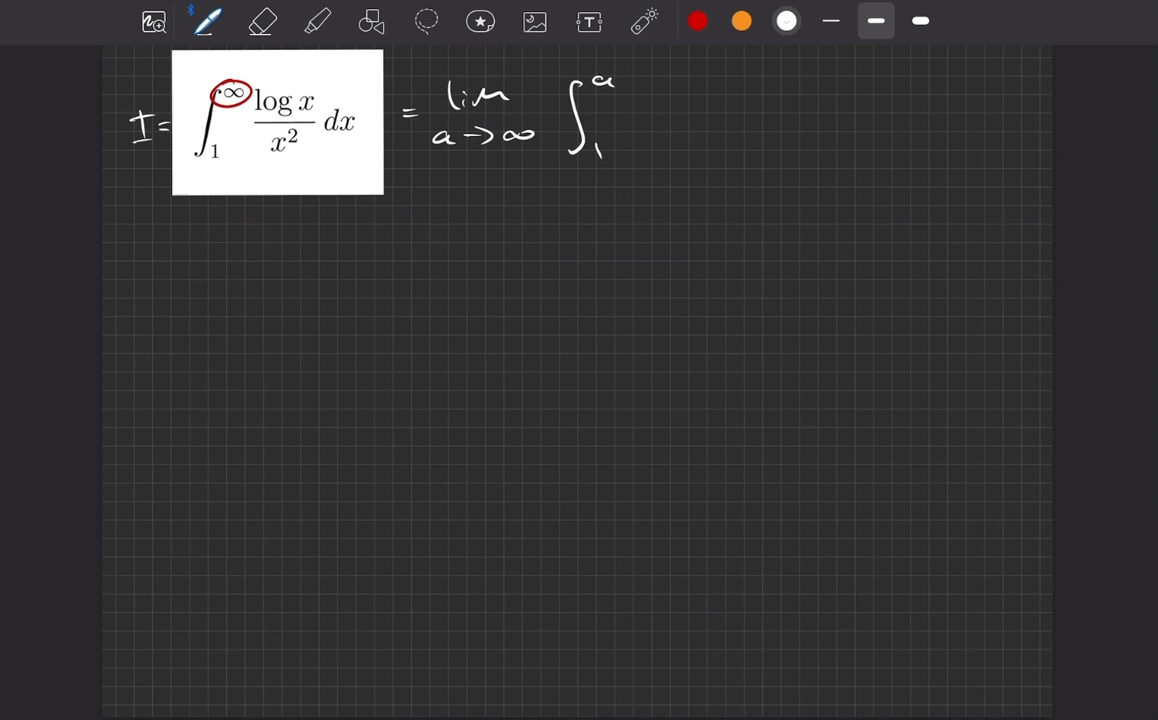 I = ∫₁^∞ log x / x² dx = lim a→∞ ∫₁^a